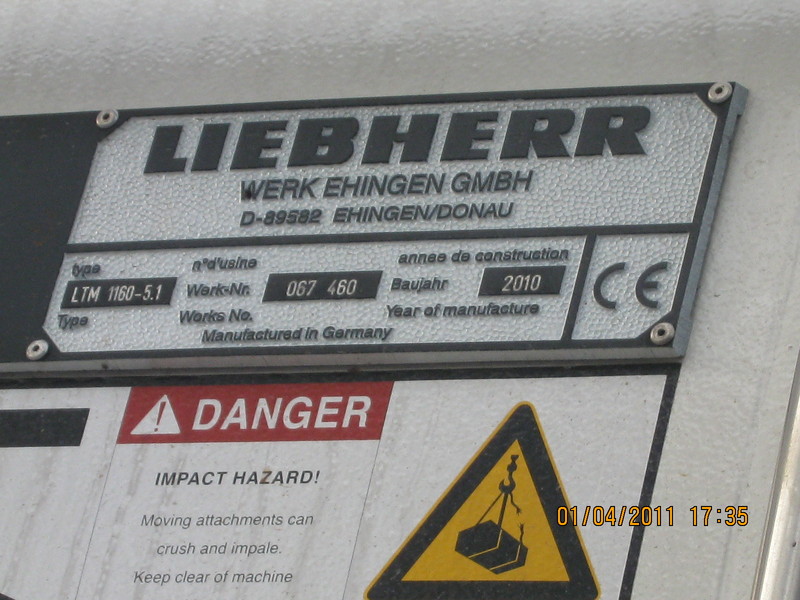 LIEBHERR
WERK EHINGEN GMBH
D-89582 EHINGEN/DONAU
type n°d'usine annee de construction
LTM 1160-5.1 Werk-Nr. 067 460 Baujahr 2010
Type Works No. Year of manufacture
Manufactured in Germany
CE
DANGER
IMPACT HAZARD!
Moving attachments can
crush and impale.
Keep clear of machine
01/04/2011 17:35